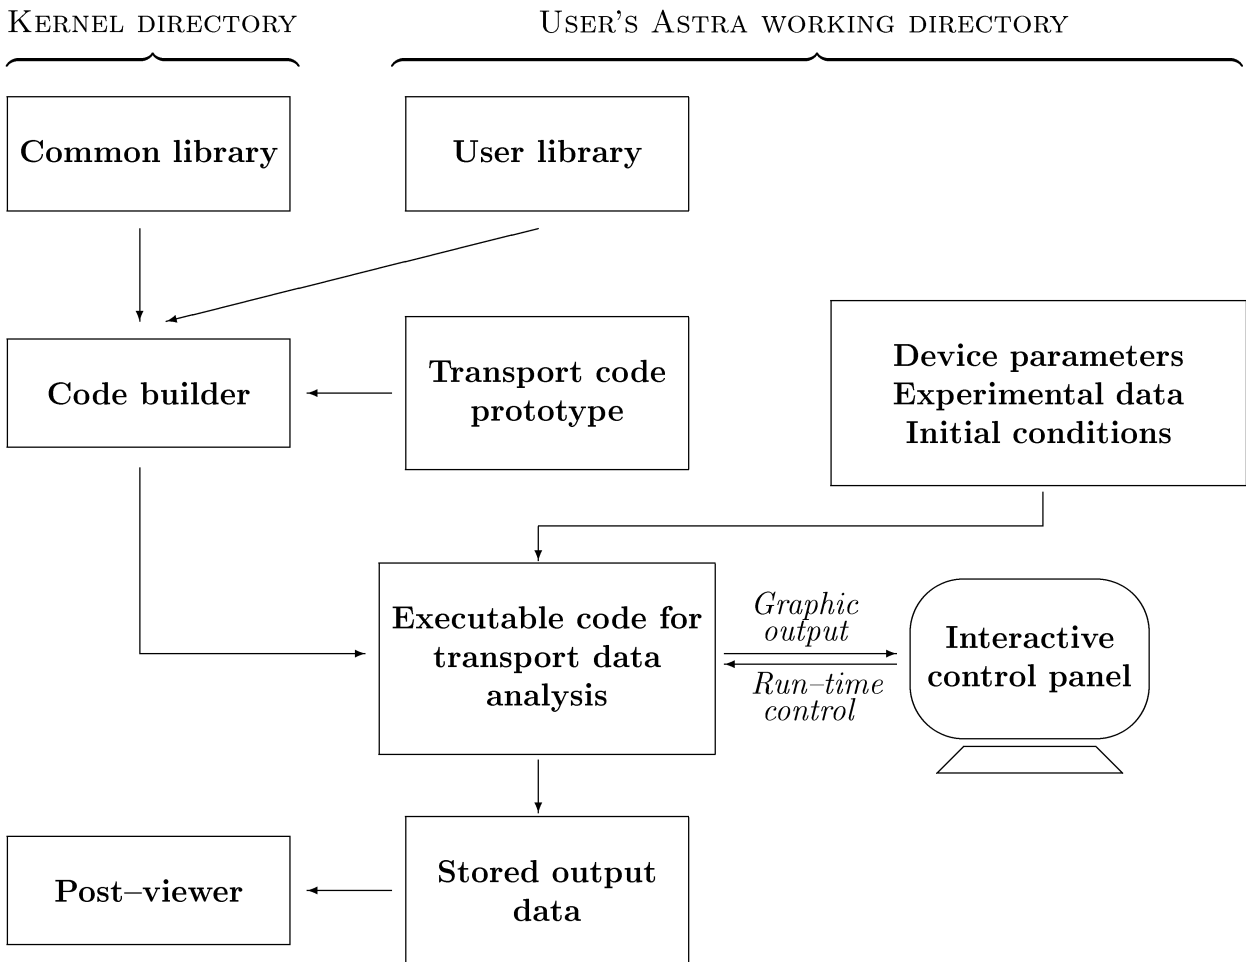 KERNEL DIRECTORY
USER'S ASTRA WORKING DIRECTORY
Common library
User library
Code builder
Transport code
prototype
Device parameters
Experimental data
Initial conditions
Executable code for
transport data
analysis
Graphic
output
Run–time
control
Interactive
control panel
Post–viewer
Stored output
data